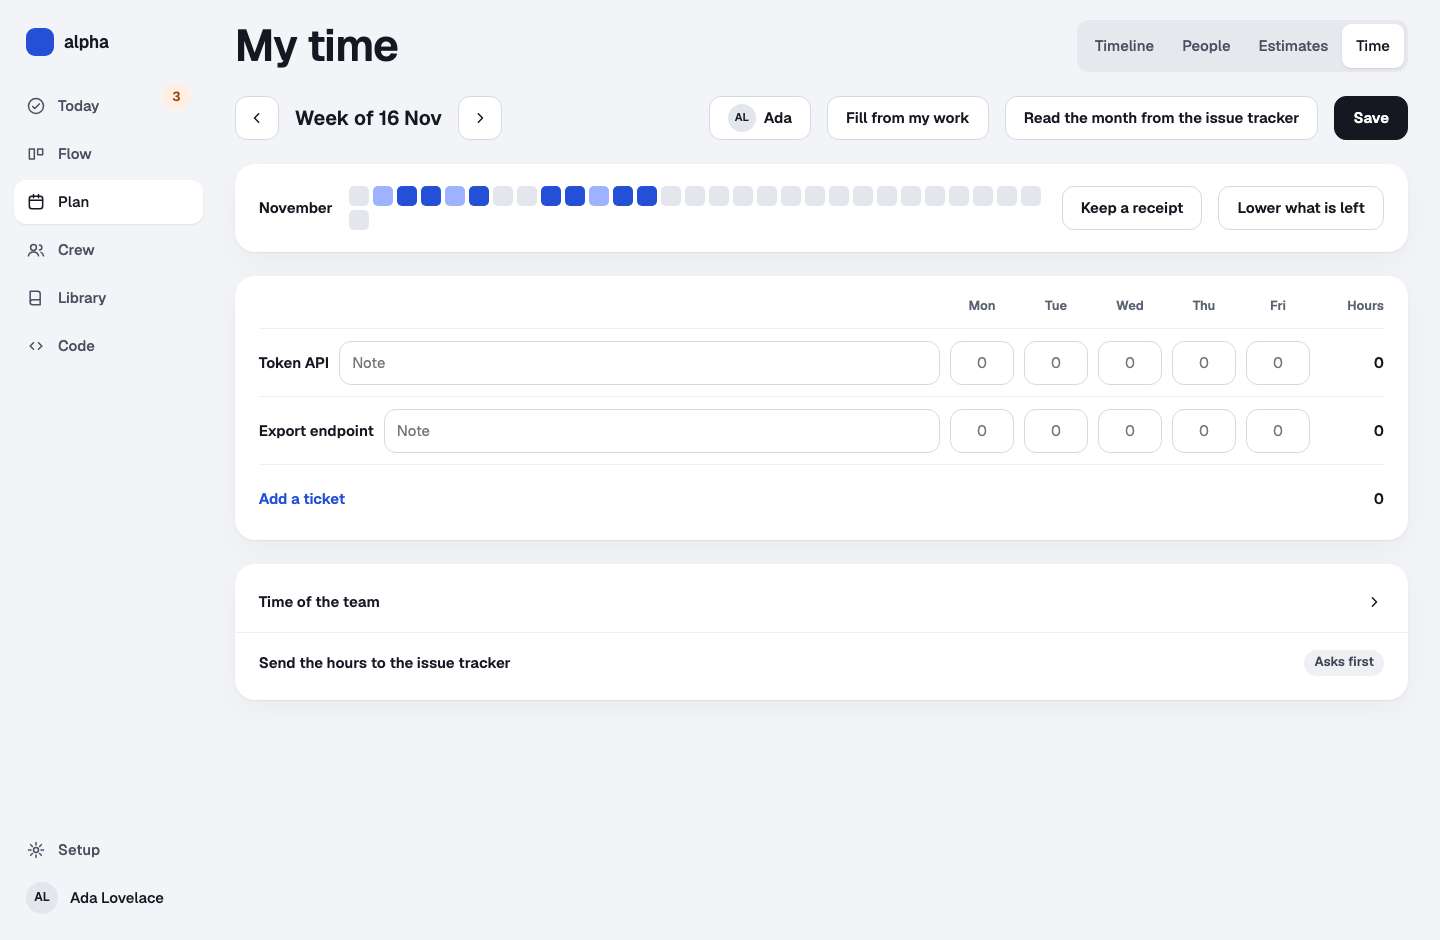 alpha
My time
Timeline People Estimates Time
Today 3
Flow
Plan
Crew
Library
Code
Week of 16 Nov
AL Ada Fill from my work Read the month from the issue tracker Save
November Keep a receipt Lower what is left
Mon Tue Wed Thu Fri Hours
Token API Note 0 0 0 0 0 0
Export endpoint Note 0 0 0 0 0 0
Add a ticket 0
Time of the team
Send the hours to the issue tracker Asks first
Setup
AL Ada Lovelace